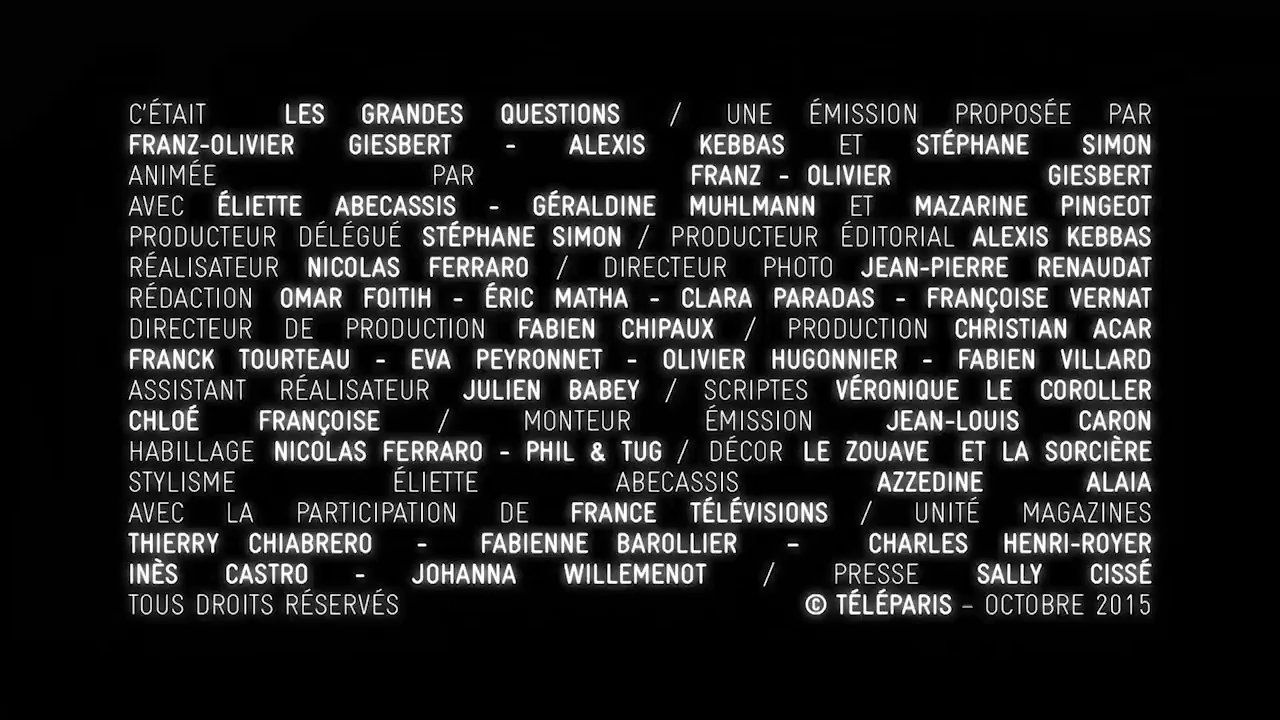 C'ÉTAIT LES GRANDES QUESTIONS / UNE ÉMISSION PROPOSÉE PAR
FRANZ-OLIVIER GIESBERT - ALEXIS KEBBAS ET STÉPHANE SIMON
ANIMÉE PAR FRANZ - OLIVIER GIESBERT
AVEC ÉLIETTE ABECASSIS - GÉRALDINE MUHLMANN ET MAZARINE PINGEOT
PRODUCTEUR DÉLÉGUÉ STÉPHANE SIMON / PRODUCTEUR ÉDITORIAL ALEXIS KEBBAS
RÉALISATEUR NICOLAS FERRARO / DIRECTEUR PHOTO JEAN-PIERRE RENAUDAT
RÉDACTION OMAR FOITIH - ÉRIC MATHA - CLARA PARADAS - FRANÇOISE VERNAT
DIRECTEUR DE PRODUCTION FABIEN CHIPAUX / PRODUCTION CHRISTIAN ACAR
FRANCK TOURTEAU - EVA PEYRONNET - OLIVIER HUGONNIER - FABIEN VILLARD
ASSISTANT RÉALISATEUR JULIEN BABEY / SCRIPTES VÉRONIQUE LE COROLLER
CHLOÉ FRANÇOISE / MONTEUR ÉMISSION JEAN-LOUIS CARON
HABILLAGE NICOLAS FERRARO - PHIL & TUG / DÉCOR LE ZOUAVE ET LA SORCIÈRE
STYLISME ÉLIETTE ABECASSIS AZZEDINE ALAIA
AVEC LA PARTICIPATION DE FRANCE TÉLÉVISIONS / UNITÉ MAGAZINES
THIERRY CHIABRERO - FABIENNE BAROLLIER - CHARLES HENRI-ROYER
INÈS CASTRO - JOHANNA WILLEMENOT / PRESSE SALLY CISSÉ
TOUS DROITS RÉSERVÉS © TÉLÉPARIS - OCTOBRE 2015